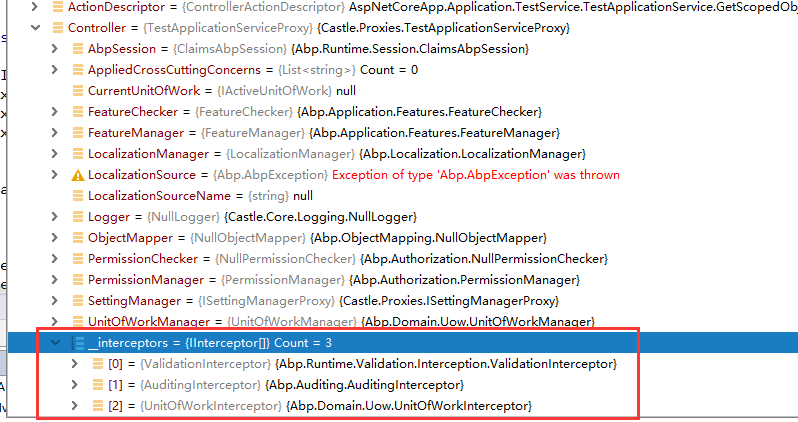 ActionDescriptor = {ControllerActionDescriptor} AspNetCoreApp.Application.TestService.TestApplicationService.GetScopedObj
Controller = {TestApplicationServiceProxy} {Castle.Proxies.TestApplicationServiceProxy}
AbpSession = {ClaimsAbpSession} {Abp.Runtime.Session.ClaimsAbpSession}
AppliedCrossCuttingConcerns = {List<string>} Count = 0
CurrentUnitOfWork = {IActiveUnitOfWork} null
FeatureChecker = {FeatureChecker} {Abp.Application.Features.FeatureChecker}
FeatureManager = {FeatureManager} {Abp.Application.Features.FeatureManager}
LocalizationManager = {LocalizationManager} {Abp.Localization.LocalizationManager}
LocalizationSource = {Abp.AbpException} Exception of type 'Abp.AbpException' was thrown
LocalizationSourceName = {string} null
Logger = {NullLogger} {Castle.Core.Logging.NullLogger}
ObjectMapper = {NullObjectMapper} {Abp.ObjectMapping.NullObjectMapper}
PermissionChecker = {NullPermissionChecker} {Abp.Authorization.NullPermissionChecker}
PermissionManager = {PermissionManager} {Abp.Authorization.PermissionManager}
SettingManager = {ISettingManagerProxy} {Castle.Proxies.ISettingManagerProxy}
UnitOfWorkManager = {UnitOfWorkManager} {Abp.Domain.Uow.UnitOfWorkManager}
__interceptors = {IInterceptor[]} Count = 3
[0] = {ValidationInterceptor} {Abp.Runtime.Validation.Interception.ValidationInterceptor}
[1] = {AuditingInterceptor} {Abp.Auditing.AuditingInterceptor}
[2] = {UnitOfWorkInterceptor} {Abp.Domain.Uow.UnitOfWorkInterceptor}